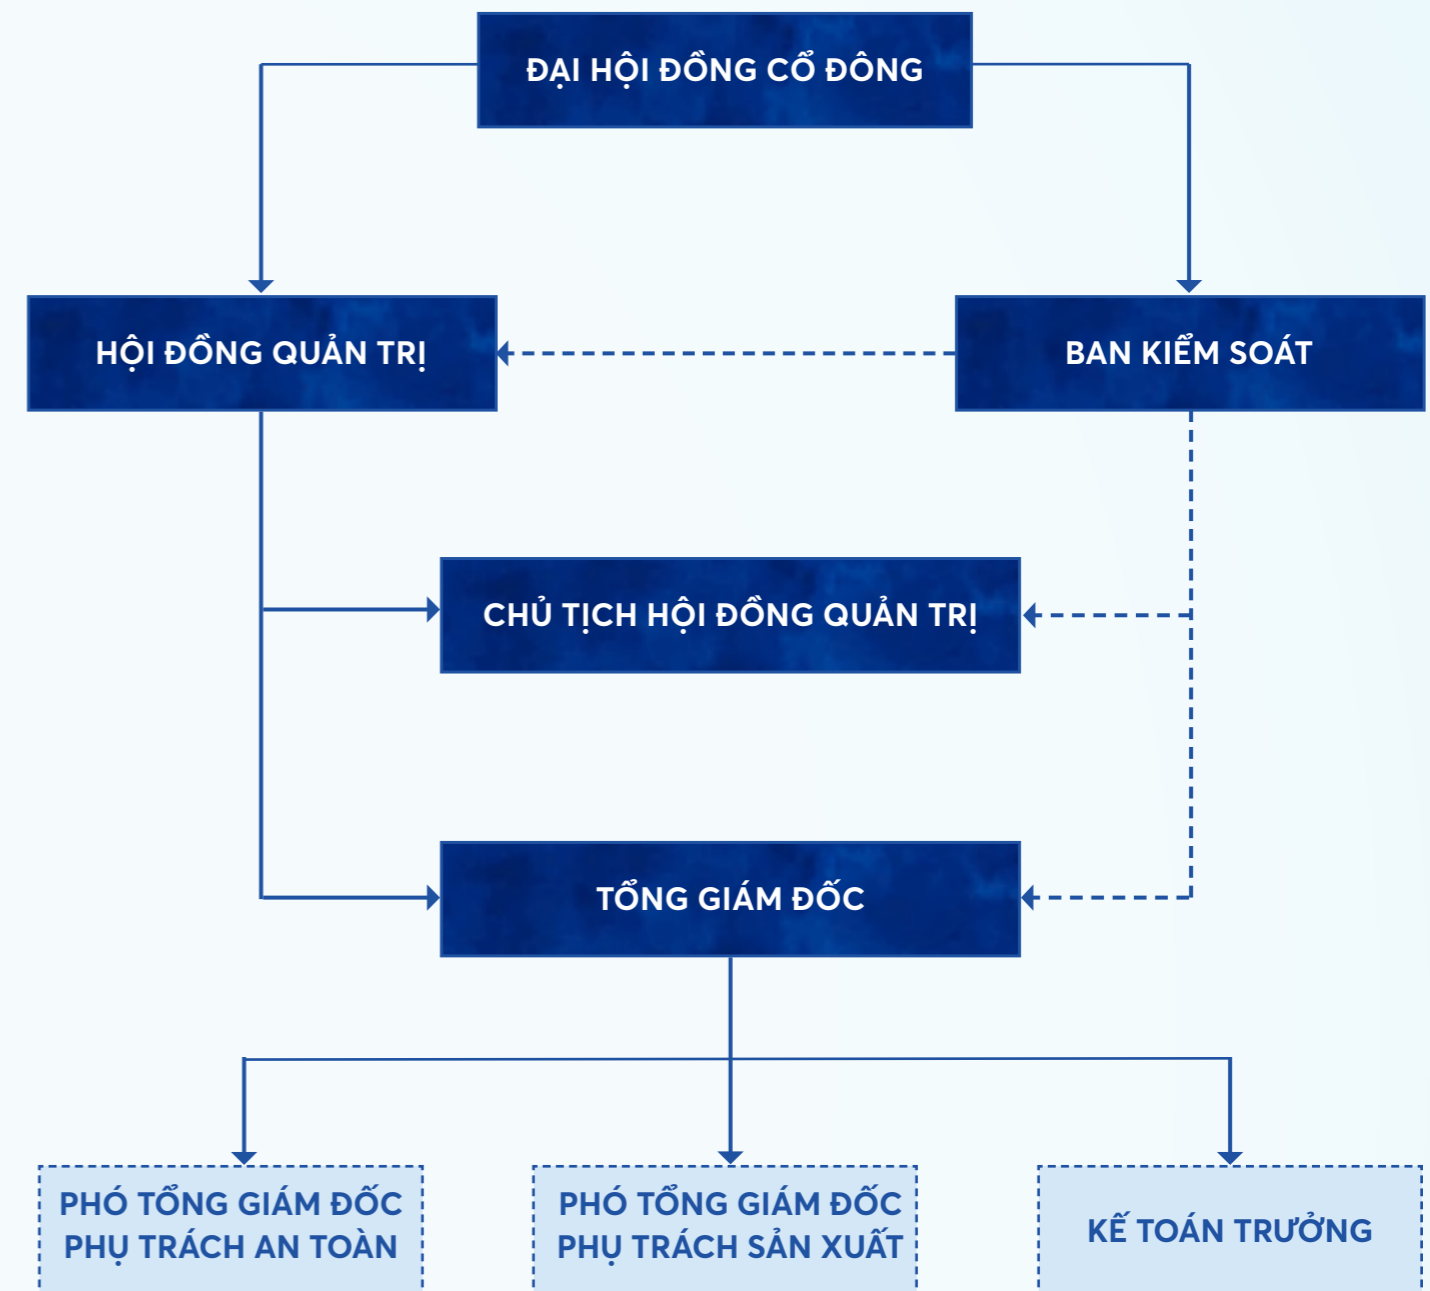 ĐẠI HỘI ĐỒNG CỔ ĐÔNG
HỘI ĐỒNG QUẢN TRỊ
BAN KIỂM SOÁT
CHỦ TỊCH HỘI ĐỒNG QUẢN TRỊ
TỔNG GIÁM ĐỐC
PHÓ TỔNG GIÁM ĐỐC
PHỤ TRÁCH AN TOÀN
PHÓ TỔNG GIÁM ĐỐC
PHỤ TRÁCH SẢN XUẤT
KẾ TOÁN TRƯỞNG